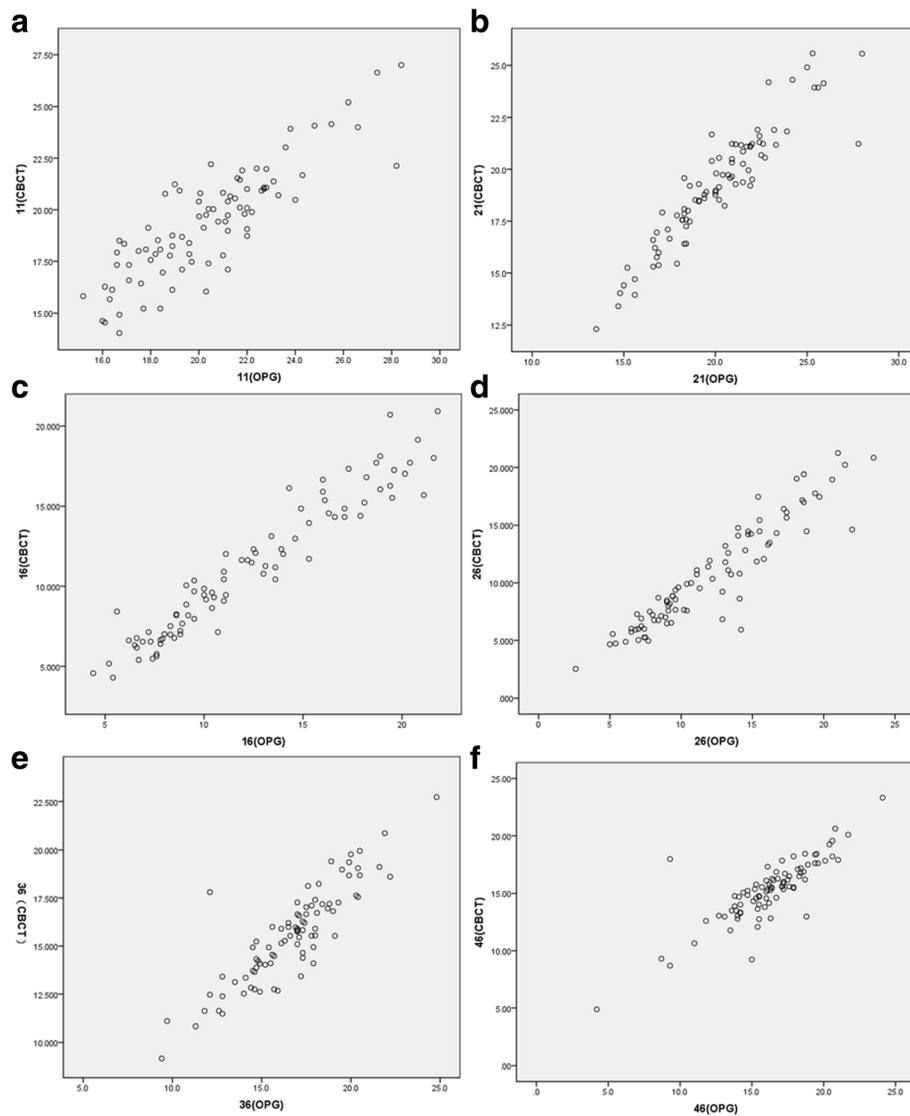 a
27.50
25.00
22.50
20.00
17.50
15.00
11(CBCT)
16.0 18.0 20.0 22.0 24.0 26.0 28.0 30.0
11(OPG)
b
25.0
22.5
20.0
17.5
15.0
12.5
21(CBCT)
10.0 15.0 20.0 25.0 30.0
21(OPG)
c
20.000
15.000
10.000
5.000
16(CBCT)
5 10 15 20
16(OPG)
d
25.000
20.000
15.000
10.000
5.000
.000
26(CBCT)
0 5 10 15 20 25
26(OPG)
e
22.500
20.000
17.500
15.000
12.500
10.000
36（CBCT）
5.0 10.0 15.0 20.0 25.0
36(OPG)
f
25.00
20.00
15.00
10.00
5.00
.00
46(CBCT)
.0 5.0 10.0 15.0 20.0 25.0
46(OPG)